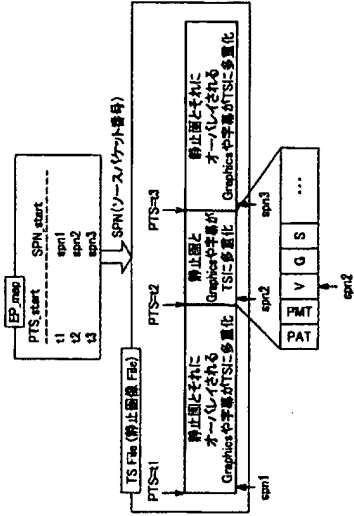 EP_map
PTS_start SPN_start
t1 spn1
t2 spn2
t3 spn3
SPN(ソースパケット番号)
TS File(静止画像 File)
PTS=t1
PTS=t2
PTS=t3
静止画とそれに
オーバレイされる
Graphicsや字幕がTSに多重化
静止画と
Graphicsや字幕が
TSに多重化
静止画とそれに
オーバレイされる
Graphicsや字幕がTSに多重化
spn1
spn2
spn3
PAT PMT V G S …
spn2